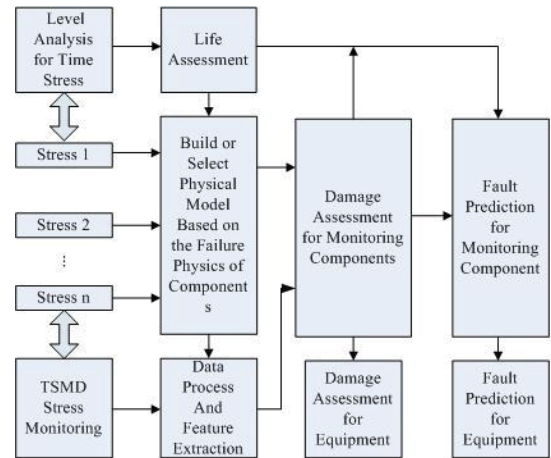 Level
Analysis
for Time
Stress
Life
Assessment
Stress 1
Stress 2
...
Stress n
TSMD
Stress
Monitoring
Build or
Select
Physical
Model
Based on
the Failure
Physics of
Component
s
Data
Process
And
Feature
Extraction
Damage
Assessment
for Monitoring
Components
Damage
Assessment
for
Equipment
Fault
Prediction
for
Monitoring
Component
Fault
Prediction
for
Equipment